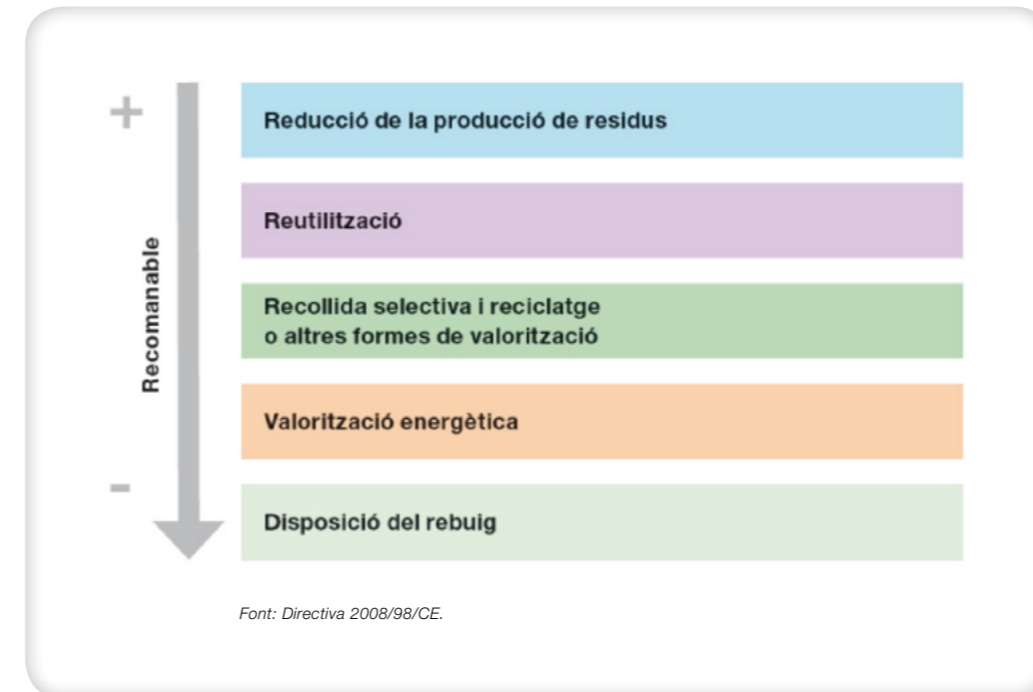 +
Reducció de la producció de residus
Reutilització
Recomanable
Recollida selectiva i reciclatge
o altres formes de valorització
Valorització energètica
-
Disposició del rebuig
Font: Directiva 2008/98/CE.